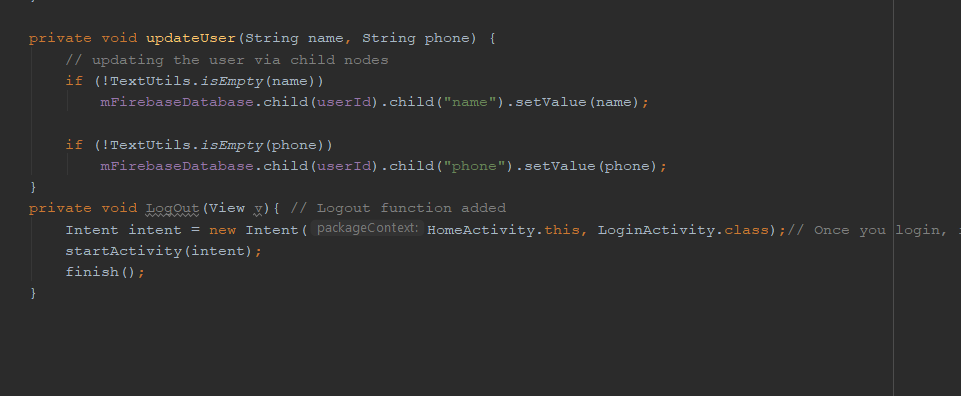 }
private void updateUser(String name, String phone) {
// updating the user via child nodes
if (!TextUtils.isEmpty(name))
mFirebaseDatabase.child(userId).child("name").setValue(name);
if (!TextUtils.isEmpty(phone))
mFirebaseDatabase.child(userId).child("phone").setValue(phone);
}
private void LogOut(View v){ // Logout function added
Intent intent = new Intent( packageContext: HomeActivity.this, LoginActivity.class);// Once you login,
startActivity(intent);
finish();
}